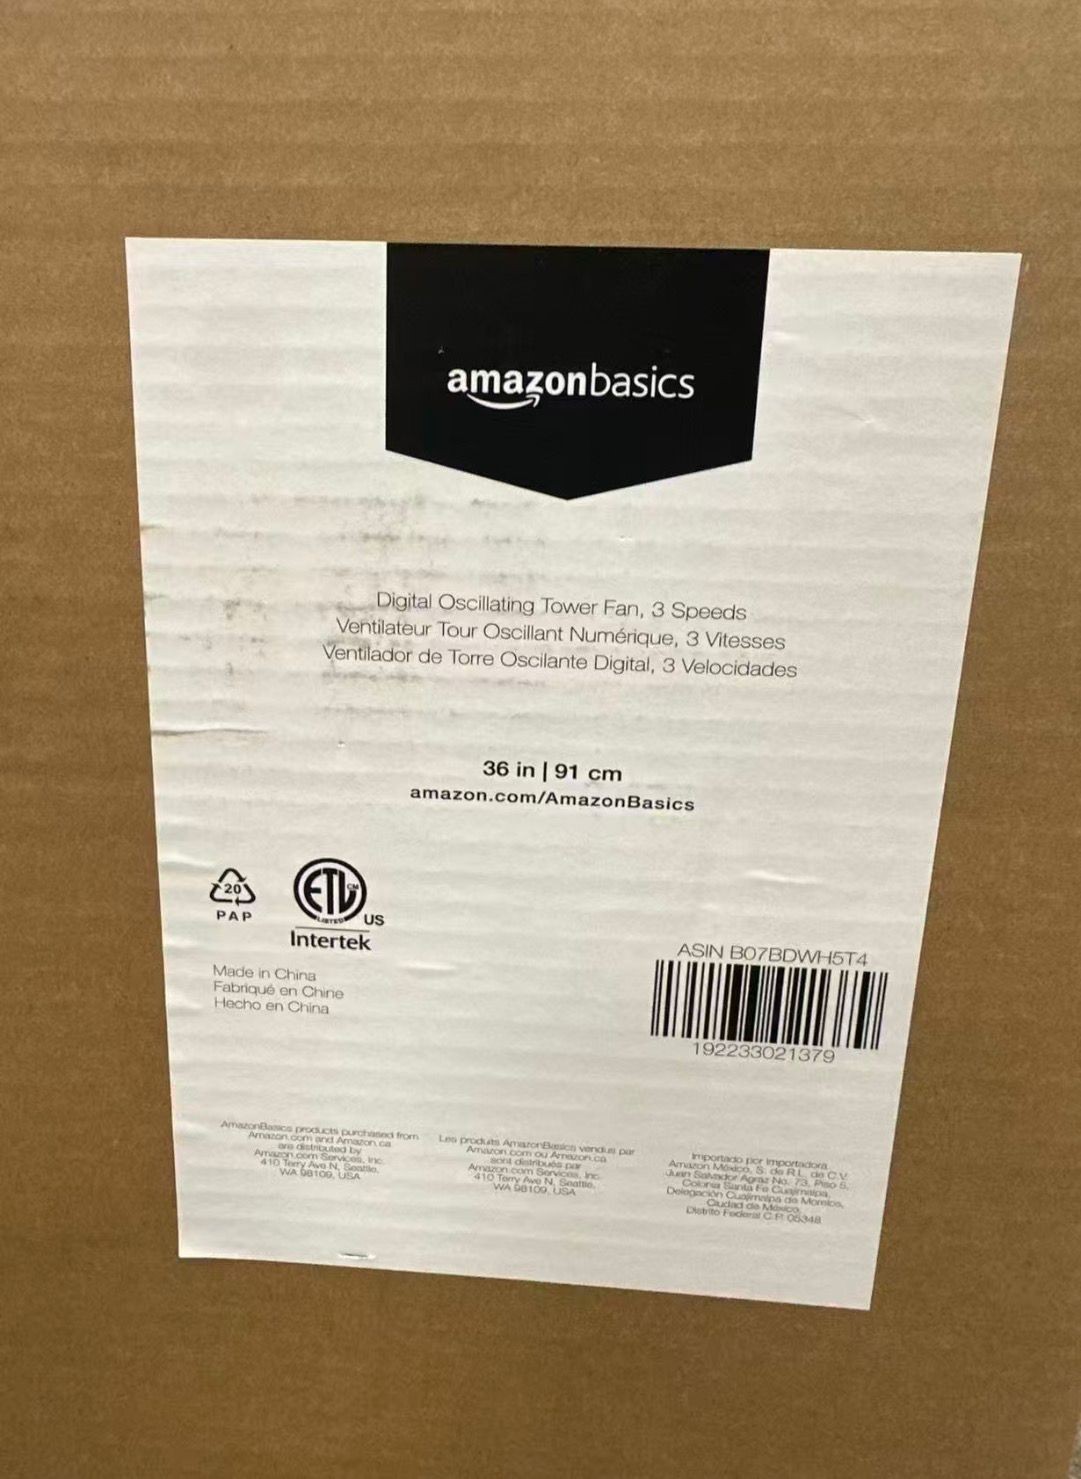 amazonbasics
Digital Oscillating Tower Fan, 3 Speeds
Ventilateur Tour Oscillant Numérique, 3 Vitesses
Ventilador de Torre Oscilante Digital, 3 Velocidades
36 in | 91 cm
amazon.com/AmazonBasics
20
PAP
ETL CM
LISTED
US
Intertek
Made in China
Fabriqué en Chine
Hecho en China
ASIN B07BDWH5T4
192233021379
AmazonBasics products purchased from
Amazon.com and Amazon.ca
are distributed by
Amazon.com Services, Inc.
410 Terry Ave N, Seattle,
WA 98109, USA
Les produits AmazonBasics vendus par
Amazon.com ou Amazon.ca
sont distribués par
Amazon.com Services, Inc.
410 Terry Ave N, Seattle,
WA 98109, USA
Importado por Importadora
Amazon México, S. de R.L. de C.V.
Juan Salvador Agraz No. 73, Piso 5,
Colonia Santa Fe Cuajimalpa,
Delegación Cuajimalpa de Morelos,
Ciudad de México,
Distrito Federal C.P. 05348